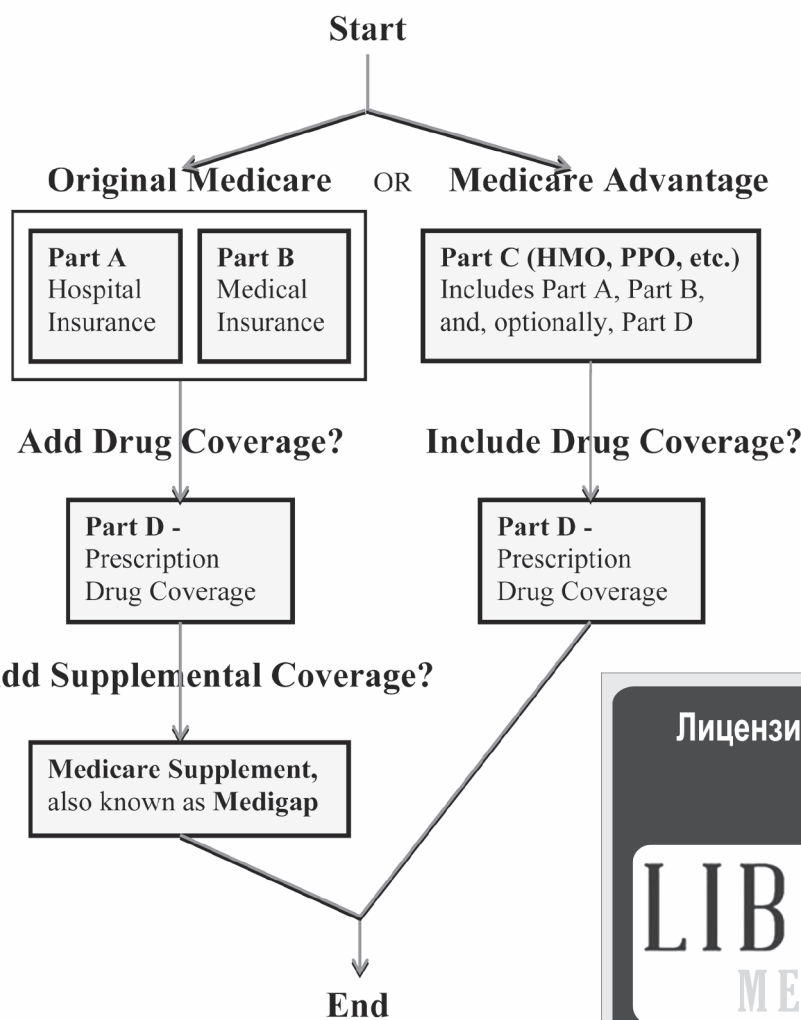 Start
Original Medicare OR Medicare Advantage
Part A
Hospital
Insurance
Part B
Medical
Insurance
Part C (HMO, PPO, etc.)
Includes Part A, Part B,
and, optionally, Part D
Add Drug Coverage?
Include Drug Coverage?
Part D -
Prescription
Drug Coverage
Part D -
Prescription
Drug Coverage
dd Supplemental Coverage?
Medicare Supplement,
also known as Medigap
End
Лицензи
LIB
ME